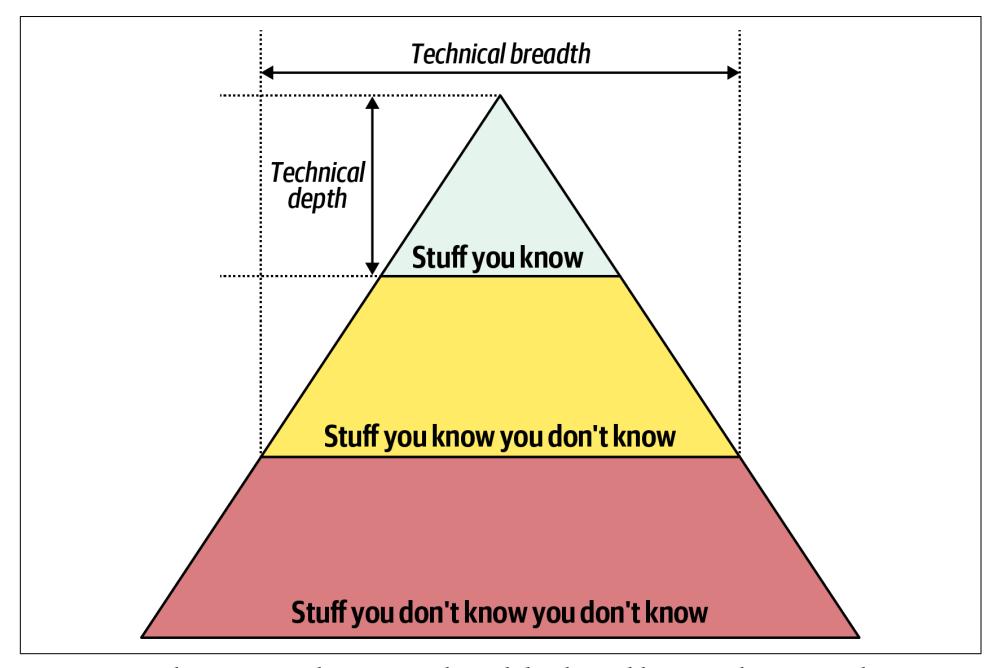 Technical breadth
Technical
depth
Stuff you know
Stuff you know you don't know
Stuff you don't know you don't know